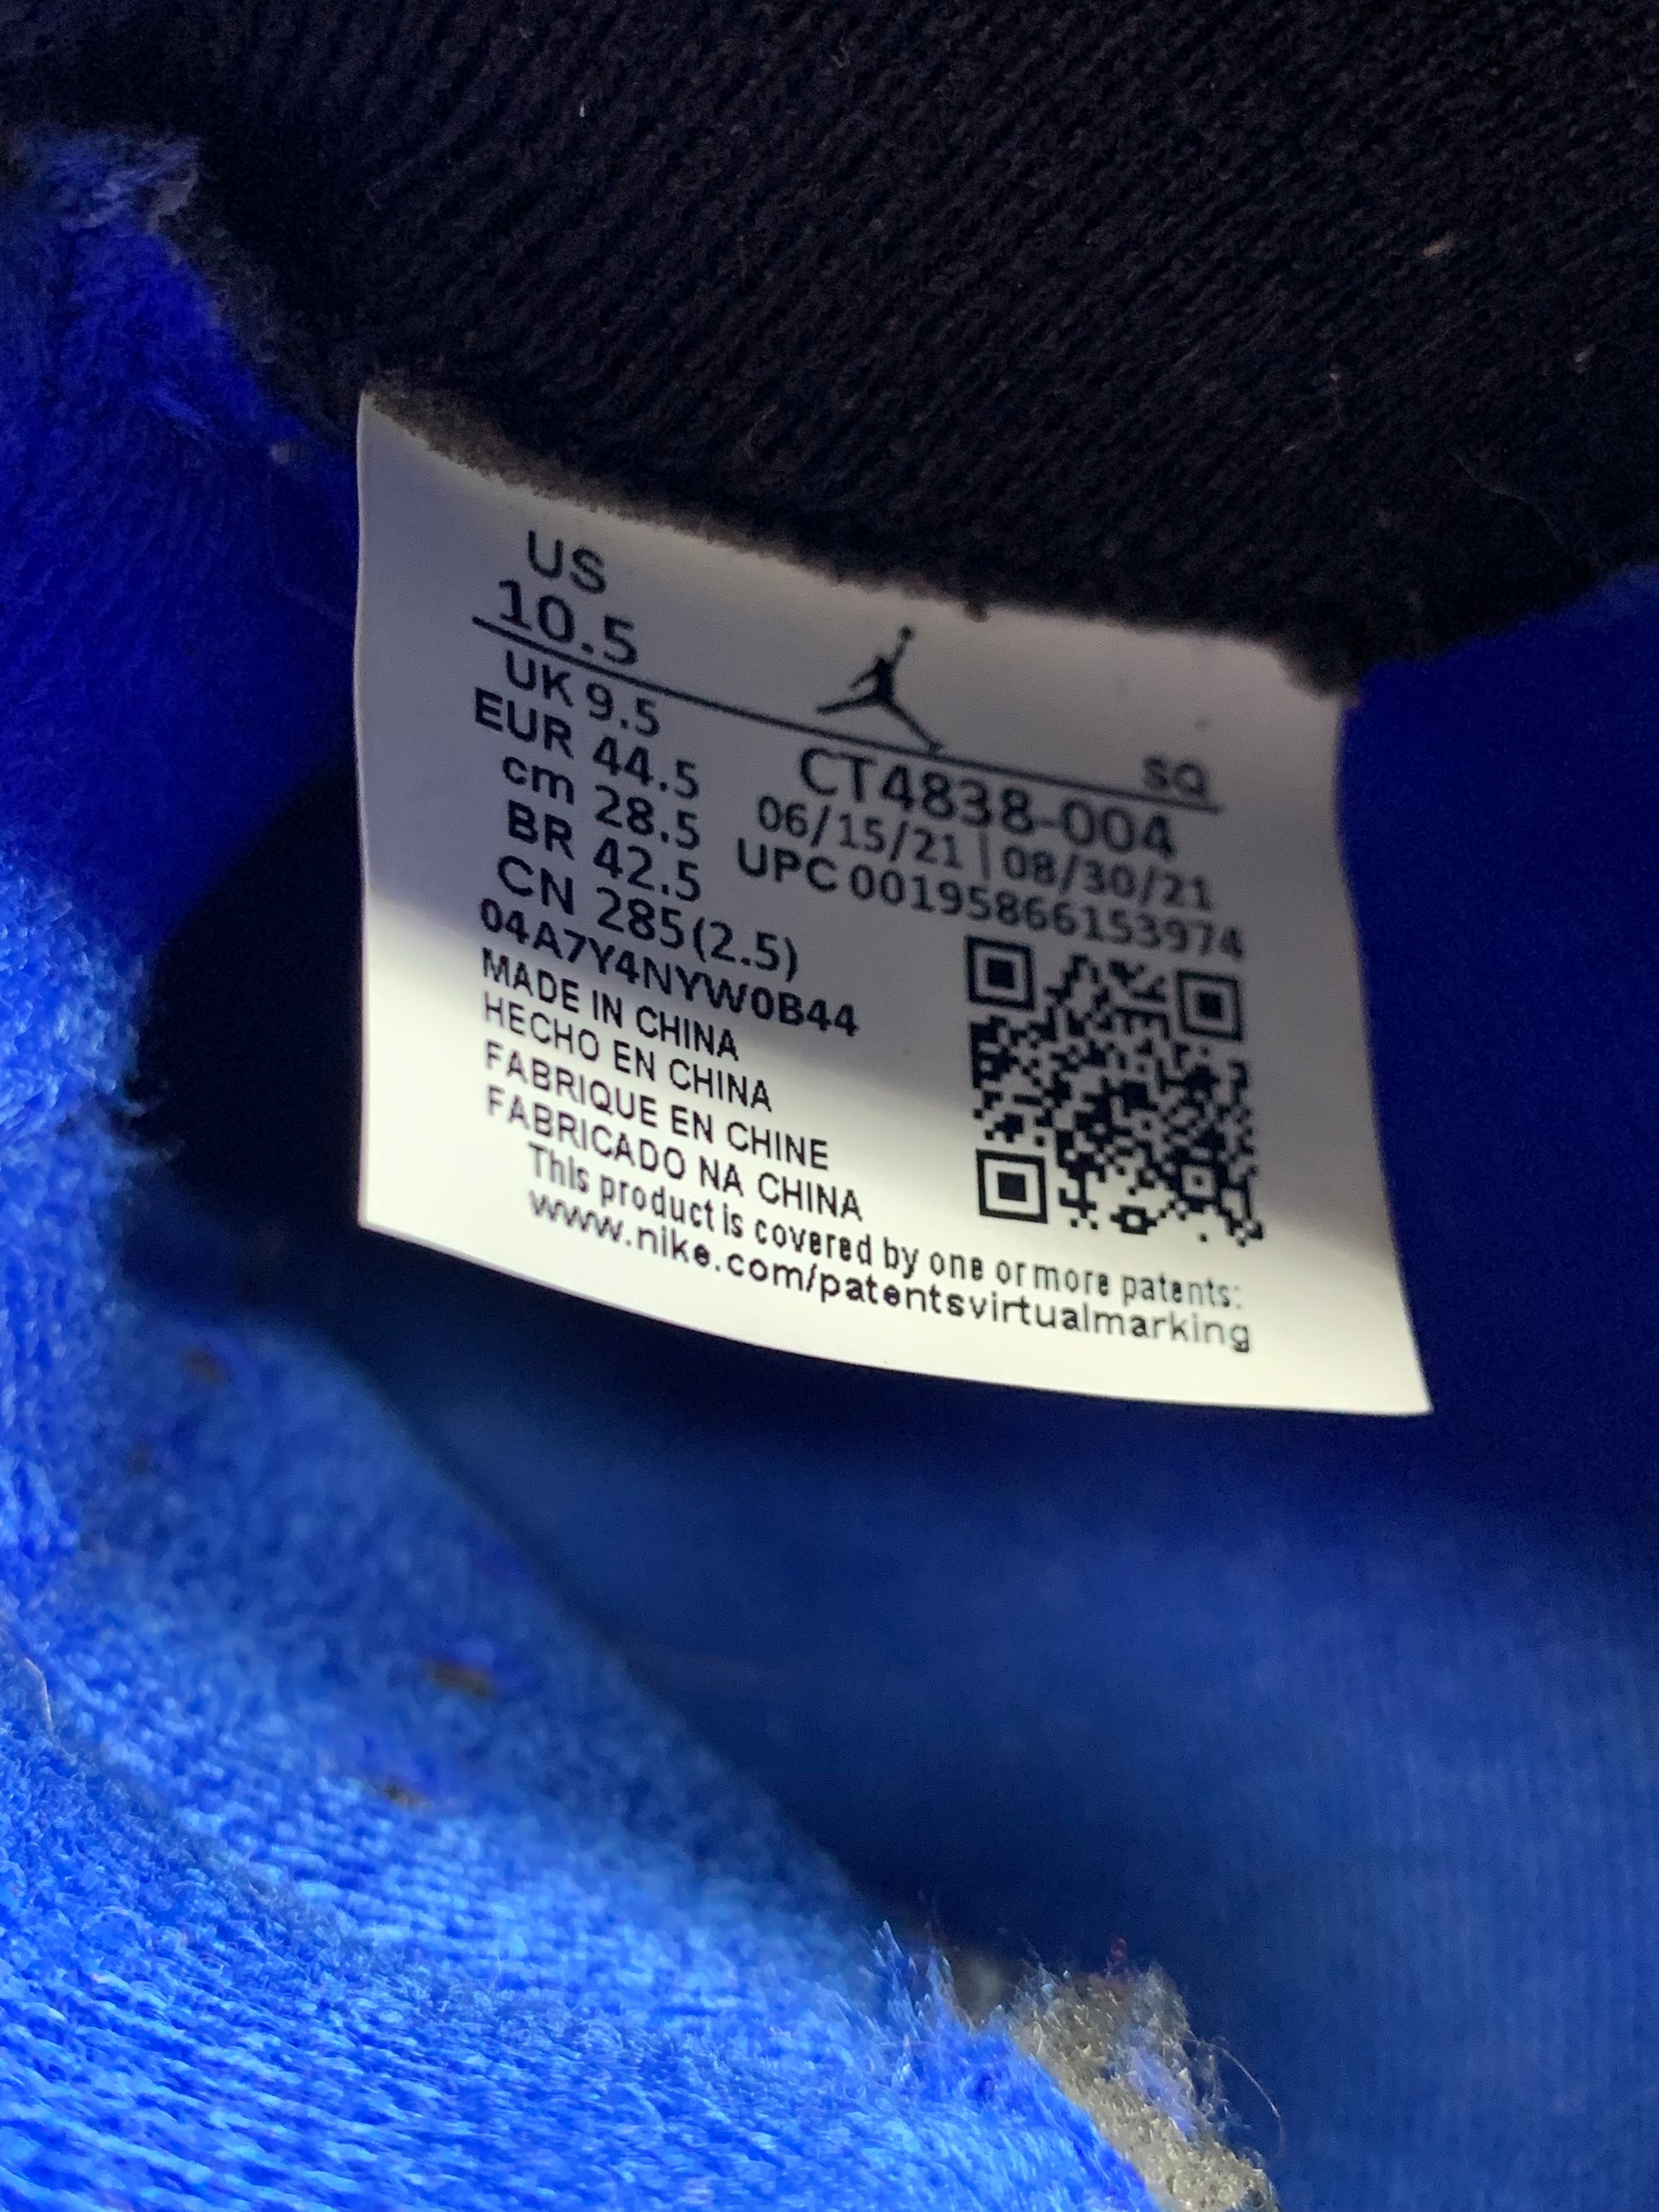 US
10.5
SQ
UK 9.5
EUR 44.5
cm 28.5
BR 42.5
CN 285(2.5)
CT4838-004
06/15/21 | 08/30/21
UPC 00195866153974
04A7Y4NYW0B44
MADE IN CHINA
HECHO EN CHINA
FABRIQUE EN CHINE
FABRICADO NA CHINA
This product is covered by one or more patents:
www.nike.com/patentsvirtualmarking